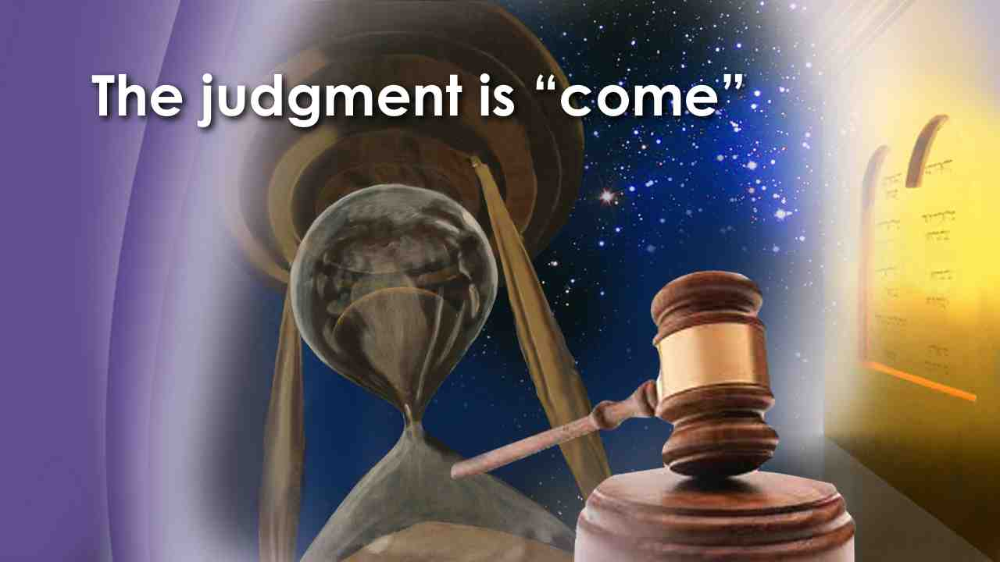 The judgment is “come”